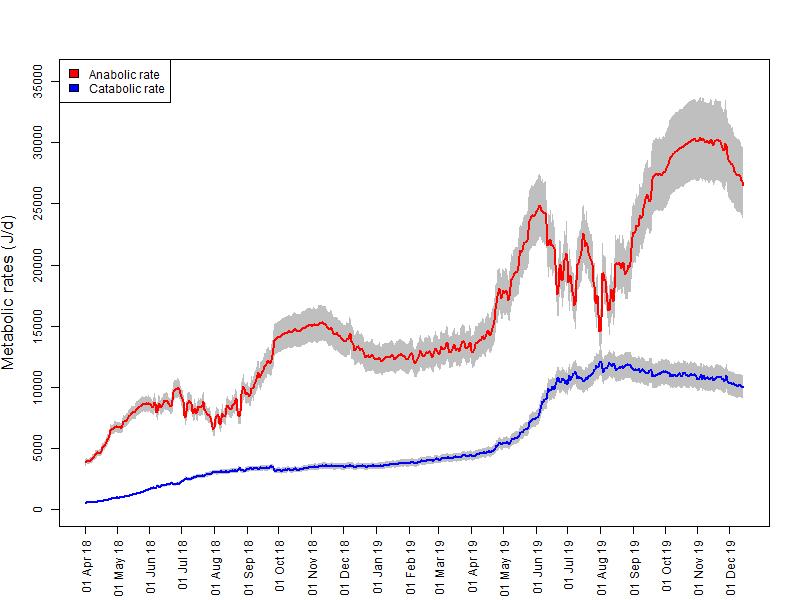 Anabolic rate
Catabolic rate
Metabolic rates (J/d)
35000
30000
25000
20000
15000
10000
5000
0
01 Apr 18
01 May 18
01 Jun 18
01 Jul 18
01 Aug 18
01 Sep 18
01 Oct 18
01 Nov 18
01 Dec 18
01 Jan 19
01 Feb 19
01 Mar 19
01 Apr 19
01 May 19
01 Jun 19
01 Jul 19
01 Aug 19
01 Sep 19
01 Oct 19
01 Nov 19
01 Dec 19